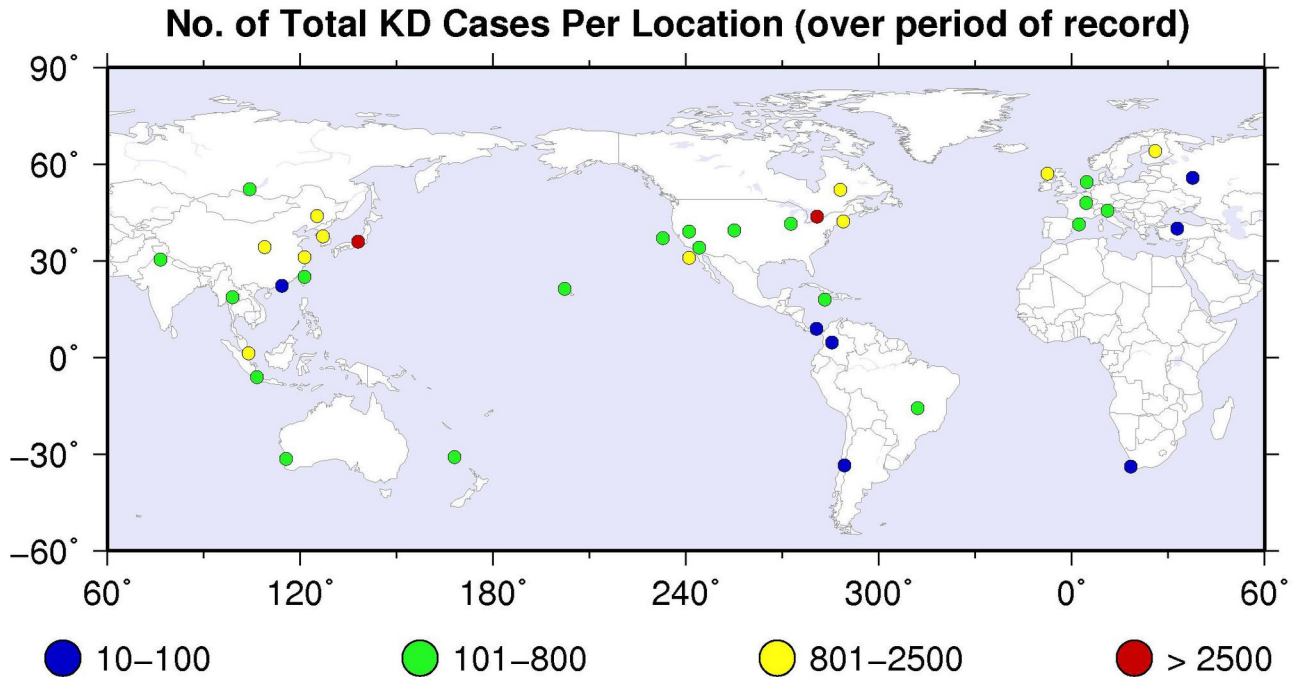 No. of Total KD Cases Per Location (over period of record)
90˚
60˚
30˚
0˚
−30˚
−60˚
60˚ 120˚ 180˚ 240˚ 300˚ 0˚ 60˚
10−100 101−800 801−2500 > 2500